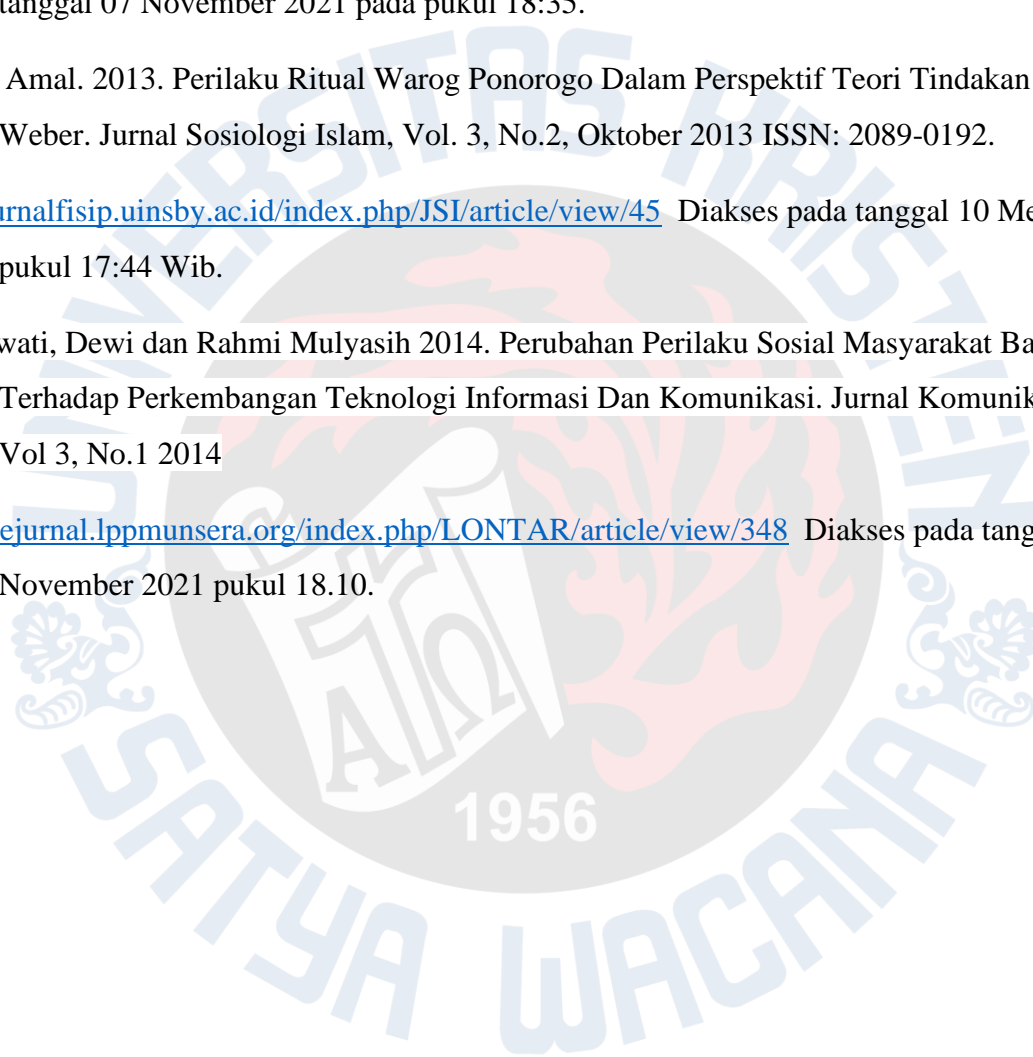 tanggal 07 November 2021 pada pukul 18:35.
Amal. 2013. Perilaku Ritual Warog Ponorogo Dalam Perspektif Teori Tindakan
Weber. Jurnal Sosiologi Islam, Vol. 3, No.2, Oktober 2013 ISSN: 2089-0192.
urnalfisip.uinsby.ac.id/index.php/JSI/article/view/45 Diakses pada tanggal 10 Me
pukul 17:44 Wib.
wati, Dewi dan Rahmi Mulyasih 2014. Perubahan Perilaku Sosial Masyarakat Ba
Terhadap Perkembangan Teknologi Informasi Dan Komunikasi. Jurnal Komunik
Vol 3, No.1 2014
ejurnal.lppmunsera.org/index.php/LONTAR/article/view/348 Diakses pada tang
November 2021 pukul 18.10.
UNIVERSITAS KRISTEN
ΑΩ
1956
SATYA WACANA